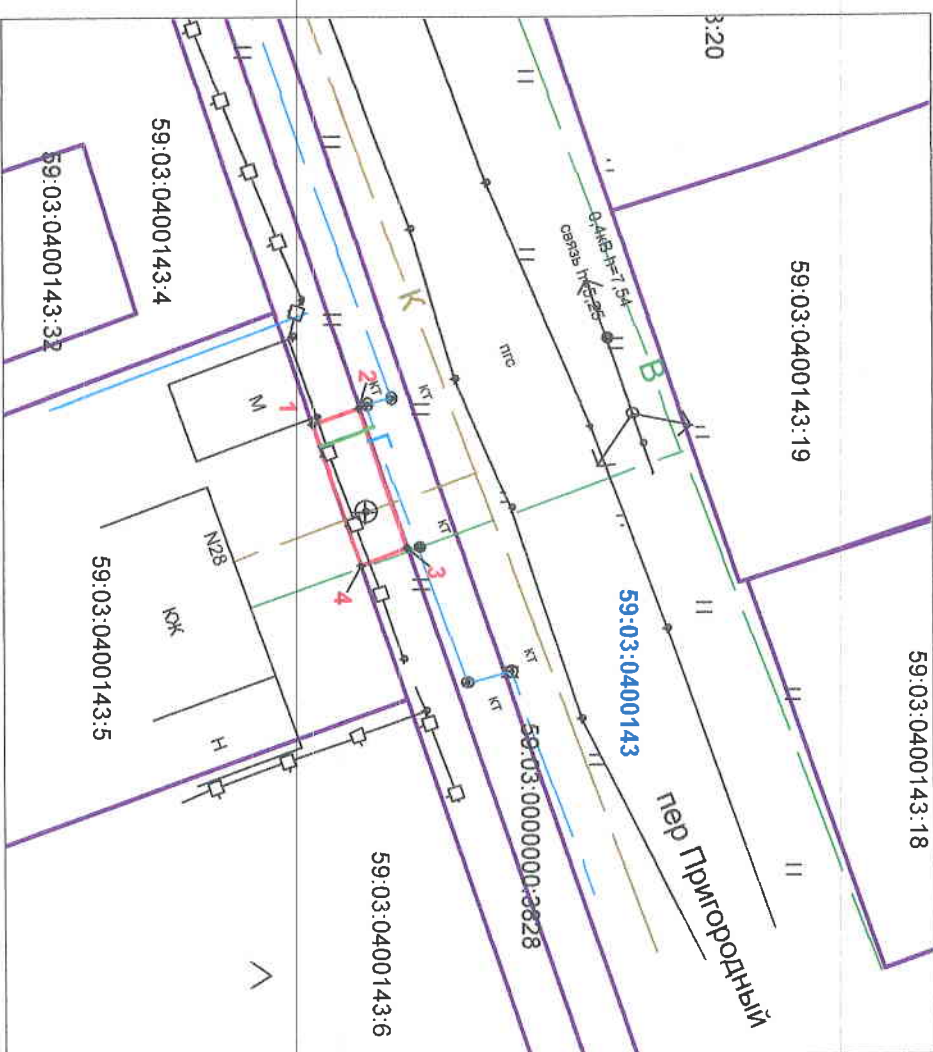 59:03:0400143:18
59:03:0400143:19
:20
0,4кВ h=7,54
связь h=5,25
В
пгс
К
59:03:0400143
пер Пригородный
кт
кт
кт
кт
кт
59:03:0000000:3828
2
3
1
4
М
N28
КЖ
Н
59:03:0400143:4
59:03:0400143:32
59:03:0400143:5
59:03:0400143:6